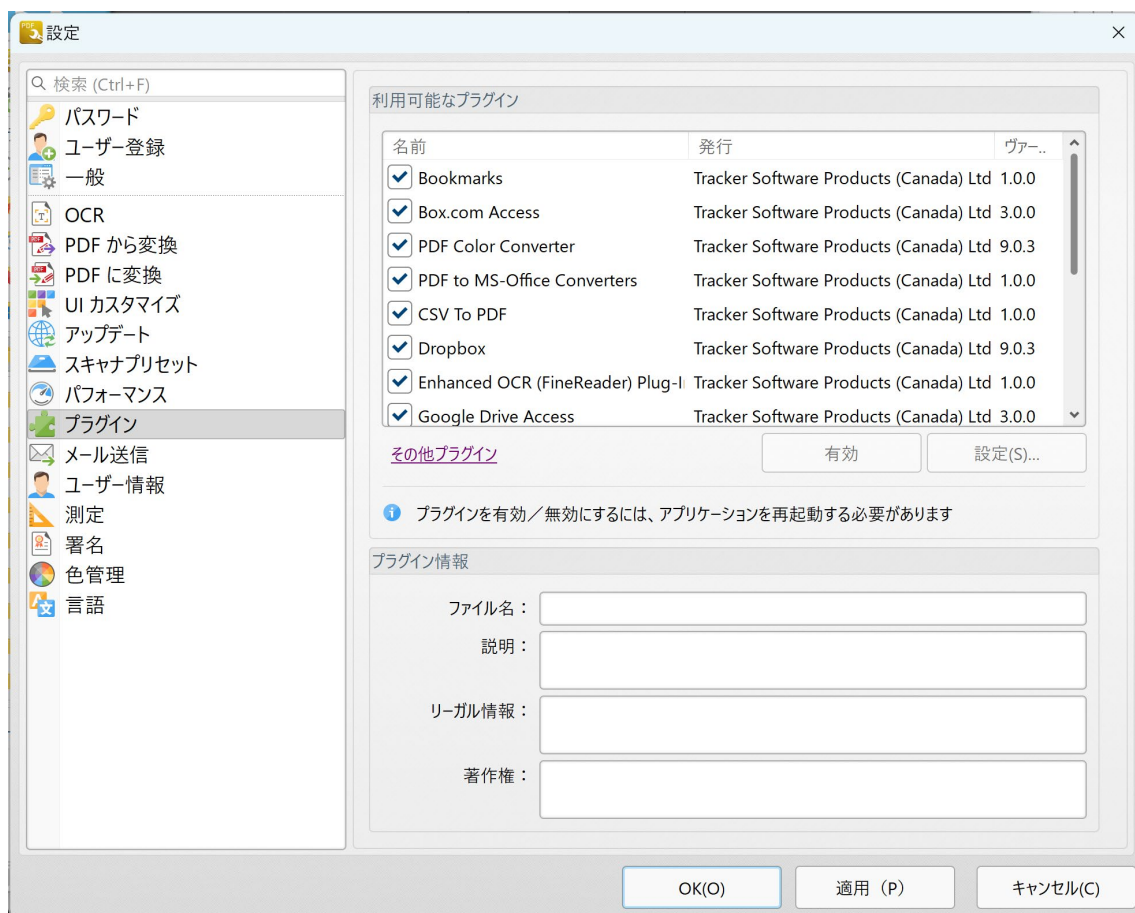 設定
検索 (Ctrl+F)
パスワード
ユーザー登録
一般
OCR
PDF から変換
PDF に変換
UI カスタマイズ
アップデート
スキャナプリセット
パフォーマンス
プラグイン
メール送信
ユーザー情報
測定
署名
色管理
言語
利用可能なプラグイン
名前 発行 ヴァー...
Bookmarks Tracker Software Products (Canada) Ltd 1.0.0
Box.com Access Tracker Software Products (Canada) Ltd 3.0.0
PDF Color Converter Tracker Software Products (Canada) Ltd 9.0.3
PDF to MS-Office Converters Tracker Software Products (Canada) Ltd 1.0.0
CSV To PDF Tracker Software Products (Canada) Ltd 1.0.0
Dropbox Tracker Software Products (Canada) Ltd 9.0.3
Enhanced OCR (FineReader) Plug-I Tracker Software Products (Canada) Ltd 1.0.0
Google Drive Access Tracker Software Products (Canada) Ltd 3.0.0
その他プラグイン
有効
設定(S)...
プラグインを有効／無効にするには、アプリケーションを再起動する必要があります
プラグイン情報
ファイル名：
説明：
リーガル情報：
著作権：
OK(O)
適用（P）
キャンセル(C)